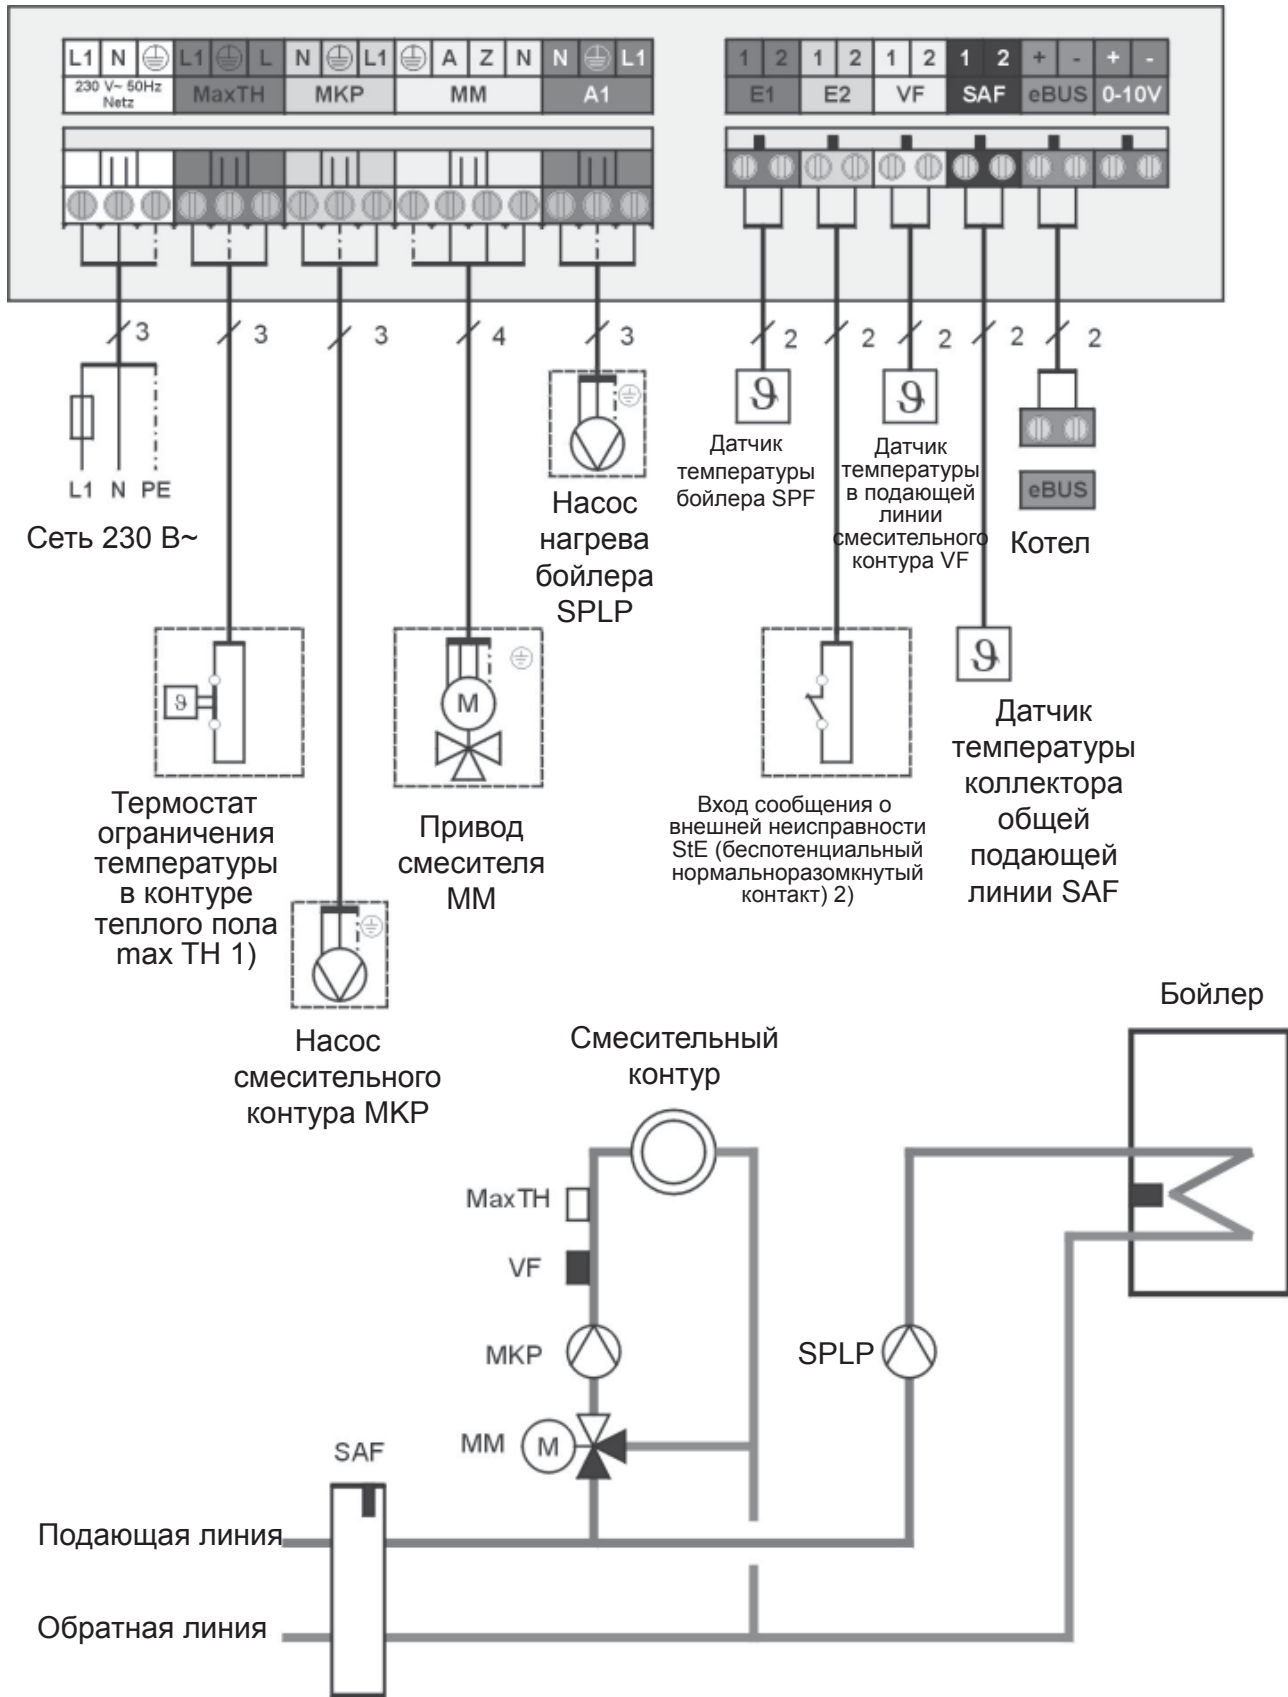 L1 N L1 L N L1 A Z N N L1
230 V~ 50Hz
Netz
MaxTH MKP MM A1
1 2 1 2 1 2 1 2 + - + -
E1 E2 VF SAF eBUS 0-10V
3 3 3 4 3 2 2 2 2 2
L1 N PE
Сеть 230 В~
Насос
нагрева
бойлера
SPLP
ϑ
Датчик
температуры
бойлера SPF
ϑ
Датчик
температуры
в подающей
линии
смесительного
контура VF
eBUS
Котел
ϑ
Термостат
ограничения
температуры
в контуре
теплого пола
max TH 1)
M
Привод
смесителя
ММ
Вход сообщения о
внешней неисправности
StE (беспотенциальный
нормальноразомкнутый
контакт) 2)
ϑ
Датчик
температуры
коллектора
общей
подающей
линии SAF
Насос
смесительного
контура MKP
Смесительный
контур
Бойлер
MaxTH
VF
MKP
SPLP
MM
M
SAF
Подающая линия
Обратная линия